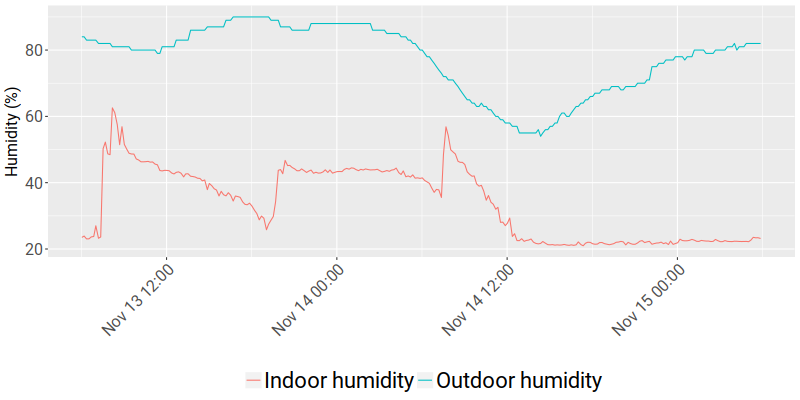 Humidity (%)
80
60
40
20
Nov 13 12:00
Nov 14 00:00
Nov 14 12:00
Nov 15 00:00
Indoor humidity Outdoor humidity